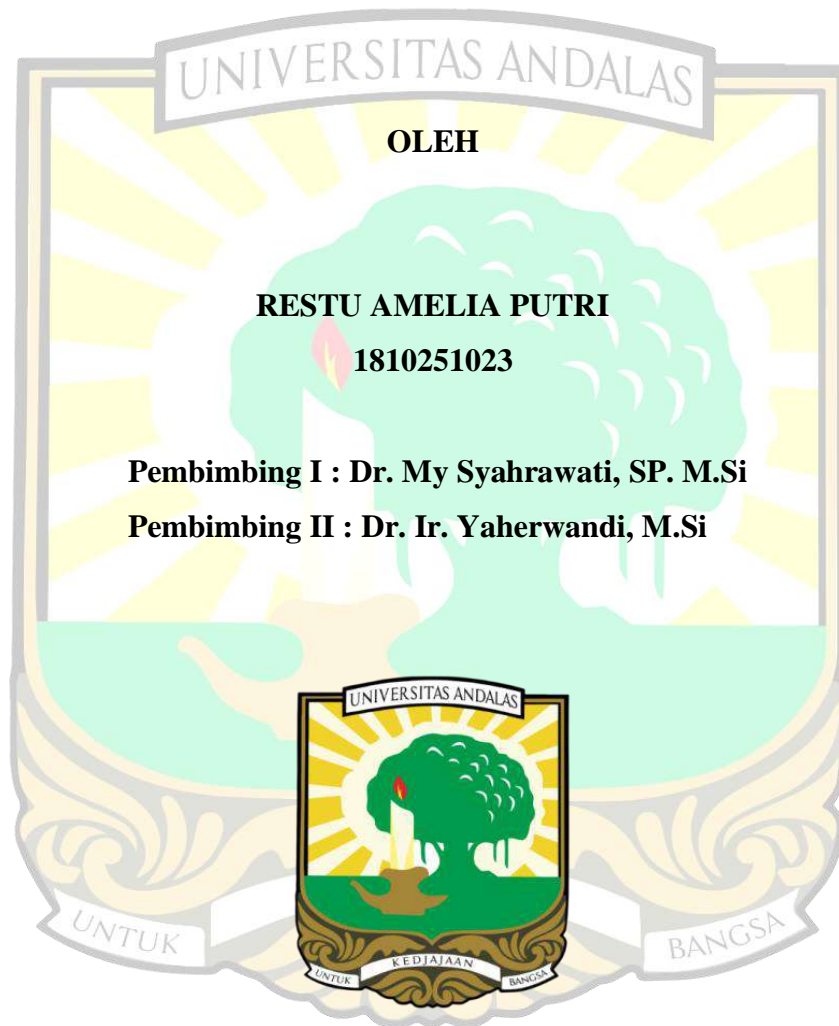 UNIVERSITAS ANDALAS
OLEH
RESTU AMELIA PUTRI
1810251023
Pembimbing I : Dr. My Syahrawati, SP. M.Si
Pembimbing II : Dr. Ir. Yaherwandi, M.Si
UNIVERSITAS ANDALAS
UNTUK
BANGSA
UNTUK KEDJAJAAN BANGSA